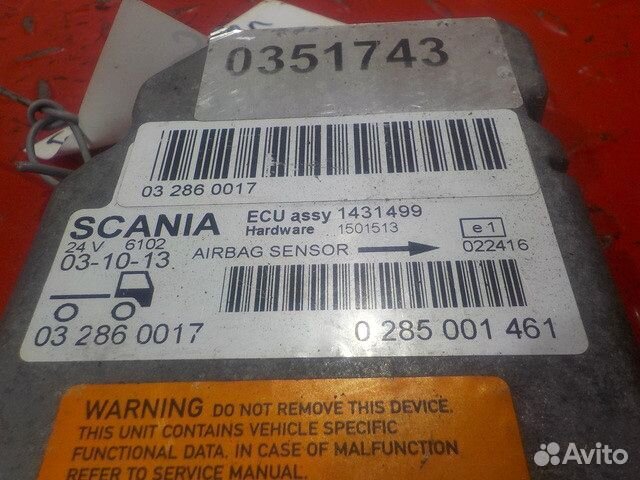 0351743
03 286 0017
SCANIA
ECU assy 1431499
Hardware 1501513
24 V 6102
03-10-13
AIRBAG SENSOR
e1
022416
03 286 0017
0 285 001 461
WARNING DO NOT REMOVE THIS DEVICE.
THIS UNIT CONTAINS VEHICLE SPECIFIC
FUNCTIONAL DATA. IN CASE OF MALFUNCTION
REFER TO SERVICE MANUAL.
Avito